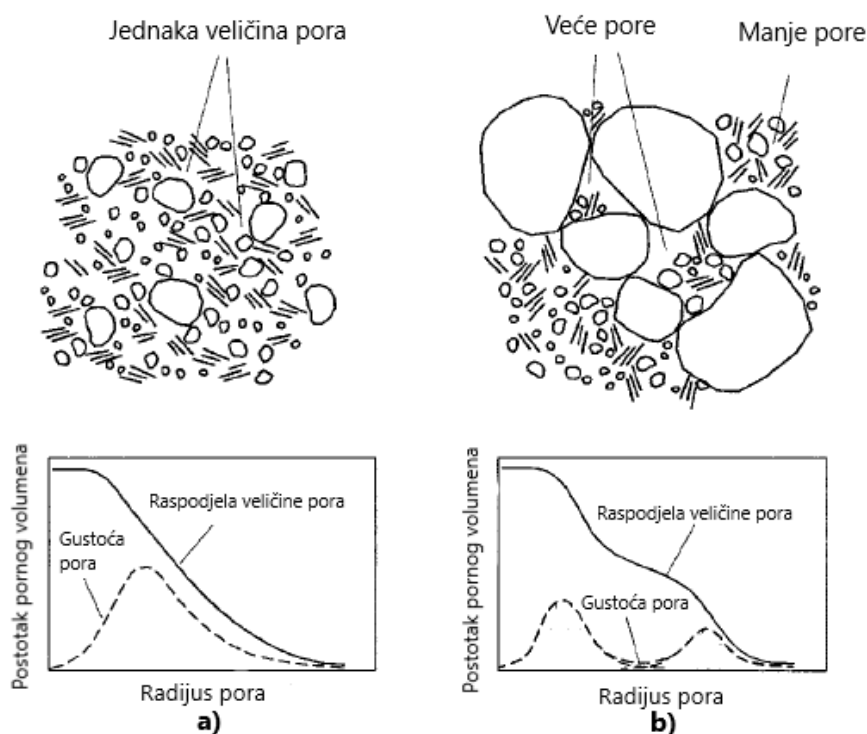 Jednaka veličina pora
Veće pore
Manje pore
Postotak pornog volumena
Gustoća
pora
Raspodjela veličine pora
Radijus pora
a)
Postotak pornog volumena
Raspodjela veličine pora
Gustoća pora
Radijus pora
b)